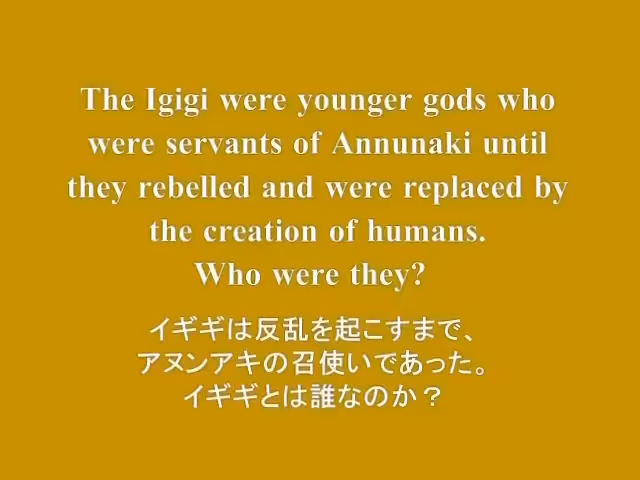 The Igigi were younger gods who
were servants of Annunaki until
they rebelled and were replaced by
the creation of humans.
Who were they?
イギギは反乱を起こすまで、
アヌンアキの召使いであった。
イギギとは誰なのか？